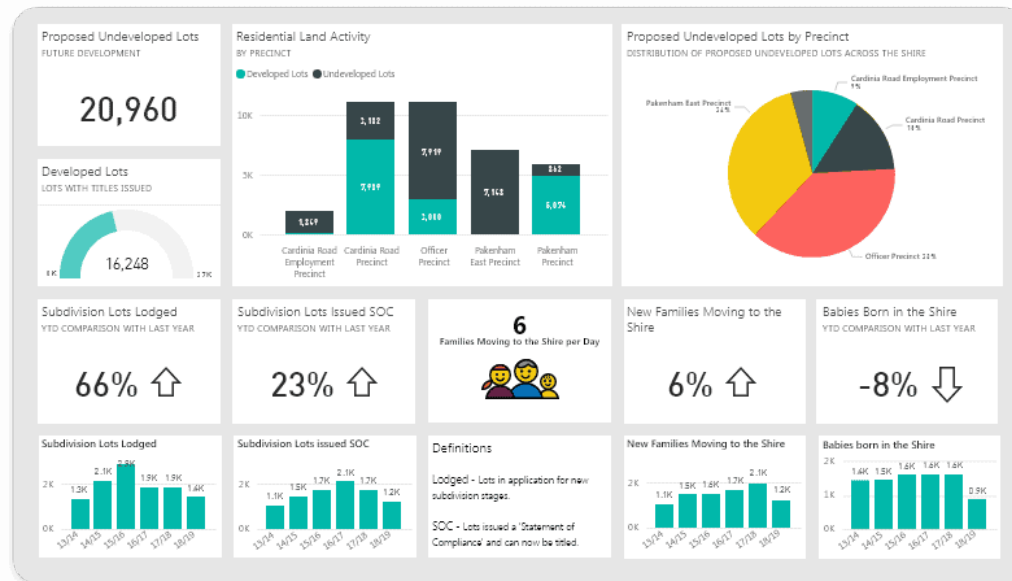 Proposed Undeveloped Lots
FUTURE DEVELOPMENT
20,960
Developed Lots
LOTS WITH TITLES ISSUED
16,248
0K
37K
Residential Land Activity
BY PRECINCT
Developed Lots
Undeveloped Lots
10K
5K
0K
7,919
7,143
862
5,074
1,249
Cardinia Road Employment Precinct
Cardinia Road Precinct
Officer Precinct
Pakenham East Precinct
Pakenham Precinct
Proposed Undeveloped Lots by Precinct
DISTRIBUTION OF PROPOSED UNDEVELOPED LOTS ACROSS THE SHIRE
Cardinia Road Employment Precinct
9%
Cardinia Road Precinct
Pakenham East Precinct
34%
Officer Precinct
Subdivision Lots Lodged
YTD COMPARISON WITH LAST YEAR
66%
Subdivision Lots Issued SOC
YTD COMPARISON WITH LAST YEAR
23%
6
Families Moving to the Shire per Day
New Families Moving to the
Shire
6%
Babies Born in the Shire
YTD COMPARISON WITH LAST YEAR
-8%
Subdivision Lots Lodged
2K
0K
1.3K
2.1K
1.9K
1.9K
1.4K
13/14
14/15
15/16
16/17
17/18
18/19
Subdivision Lots issued SOC
2K
0K
1.1K
1.5K
1.7K
2.1K
1.7K
1.2K
13/14
14/15
15/16
16/17
17/18
18/19
Definitions
Lodged - Lots in application for new
subdivision stages.
SOC - Lots issued a 'Statement of
Compliance' and can now be titled.
New Families Moving to the Shire
2K
0K
1.1K
1.5K
1.6K
1.7K
2.1K
1.2K
13/14
14/15
15/16
16/17
17/18
18/19
Babies born in the Shire
2K
1K
0K
1.4K
1.5K
1.6K
1.6K
1.6K
0.9K
13/14
14/15
15/16
16/17
17/18
18/19